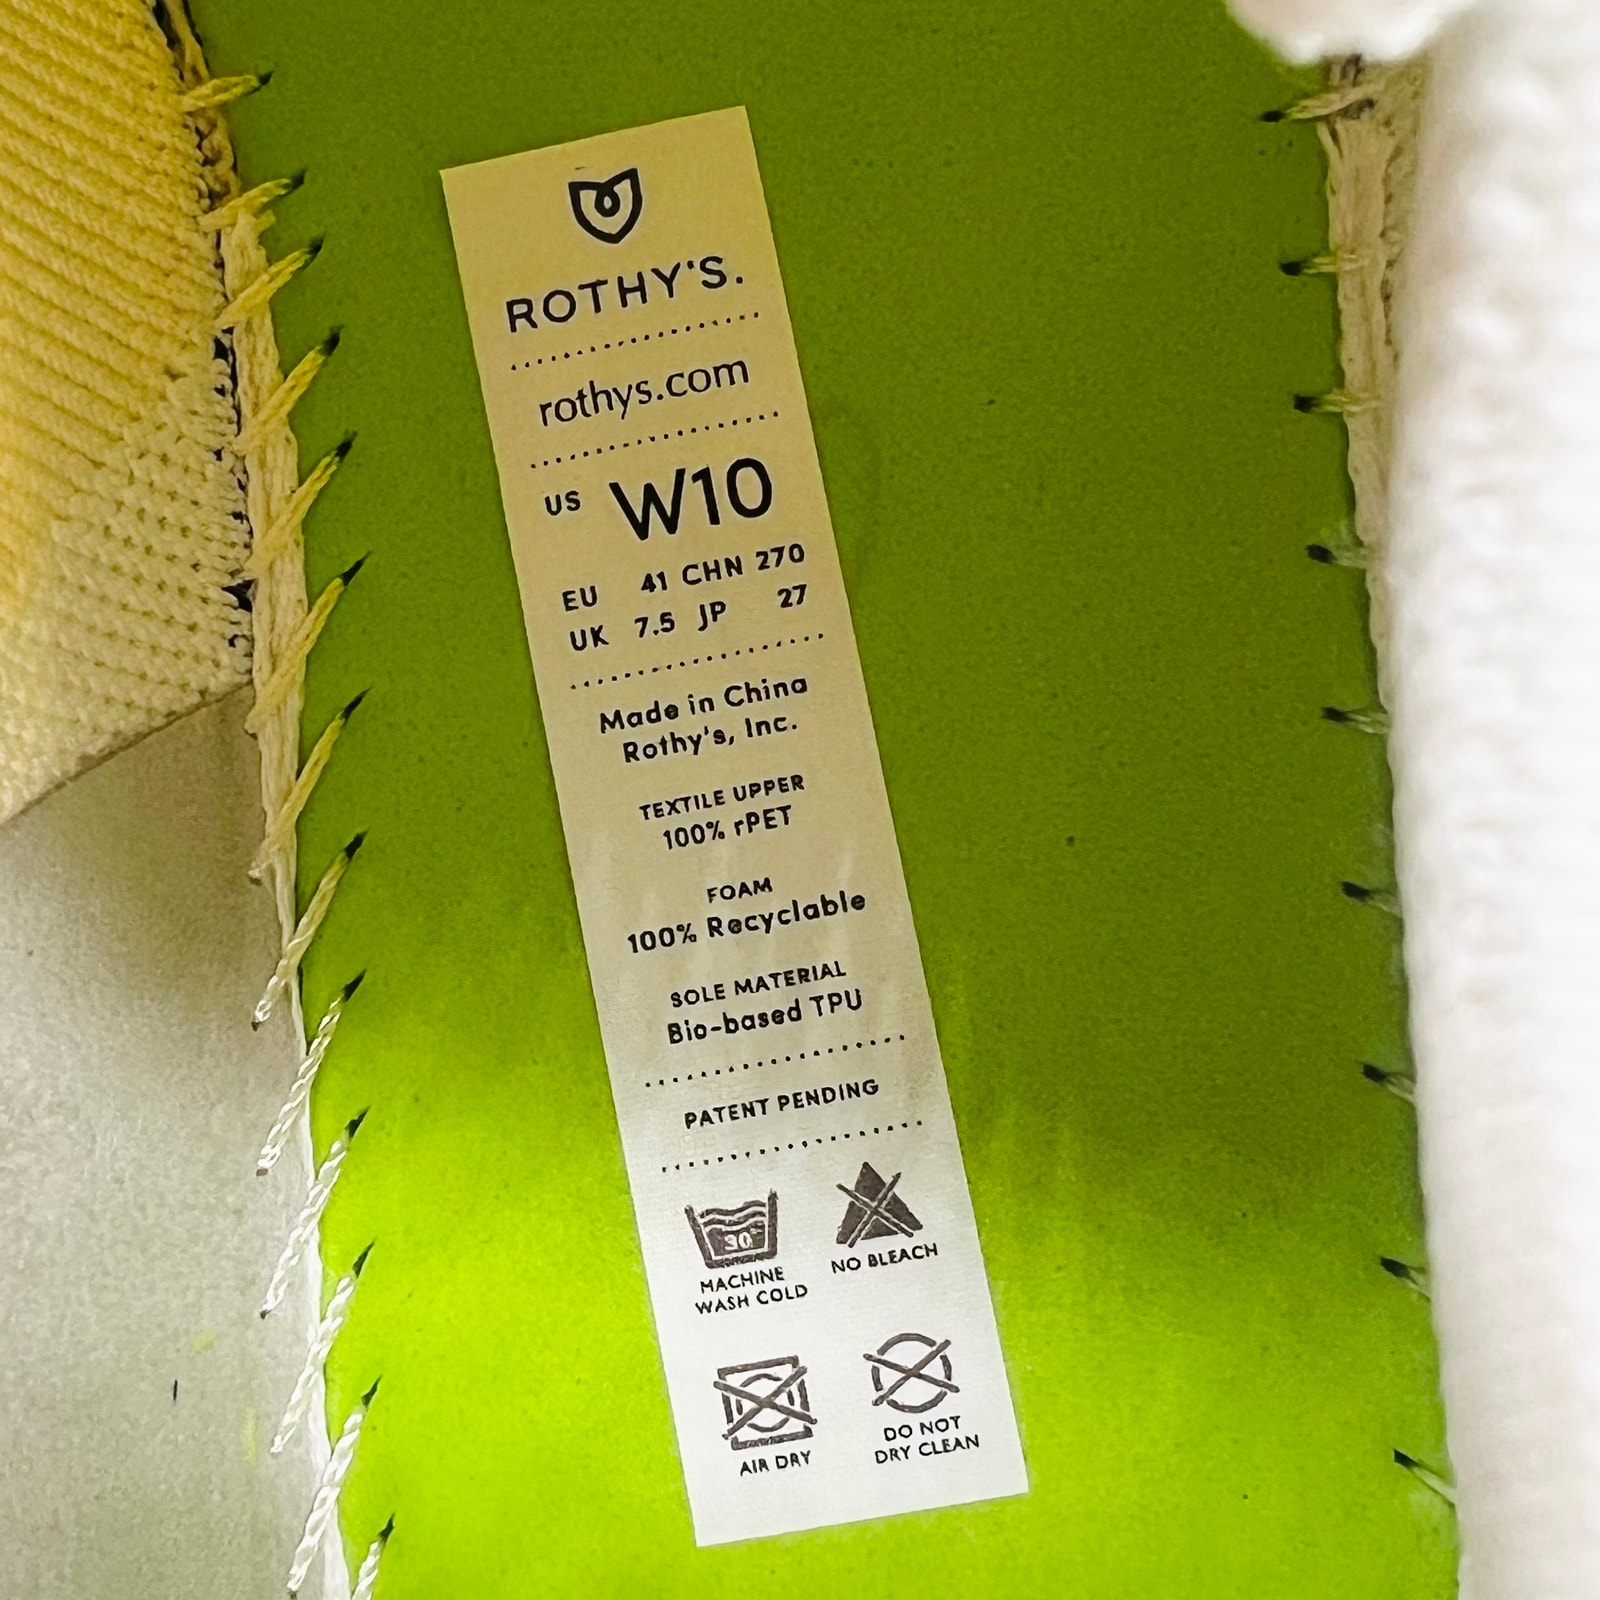 ROTHY'S.
rothys.com
US W10
EU 41 CHN 270
UK 7.5 JP 27
Made in China
Rothy's, Inc.
TEXTILE UPPER
100% rPET
FOAM
100% Recyclable
SOLE MATERIAL
Bio-based TPU
PATENT PENDING
30°
MACHINE
WASH COLD
NO BLEACH
AIR DRY
DO NOT
DRY CLEAN